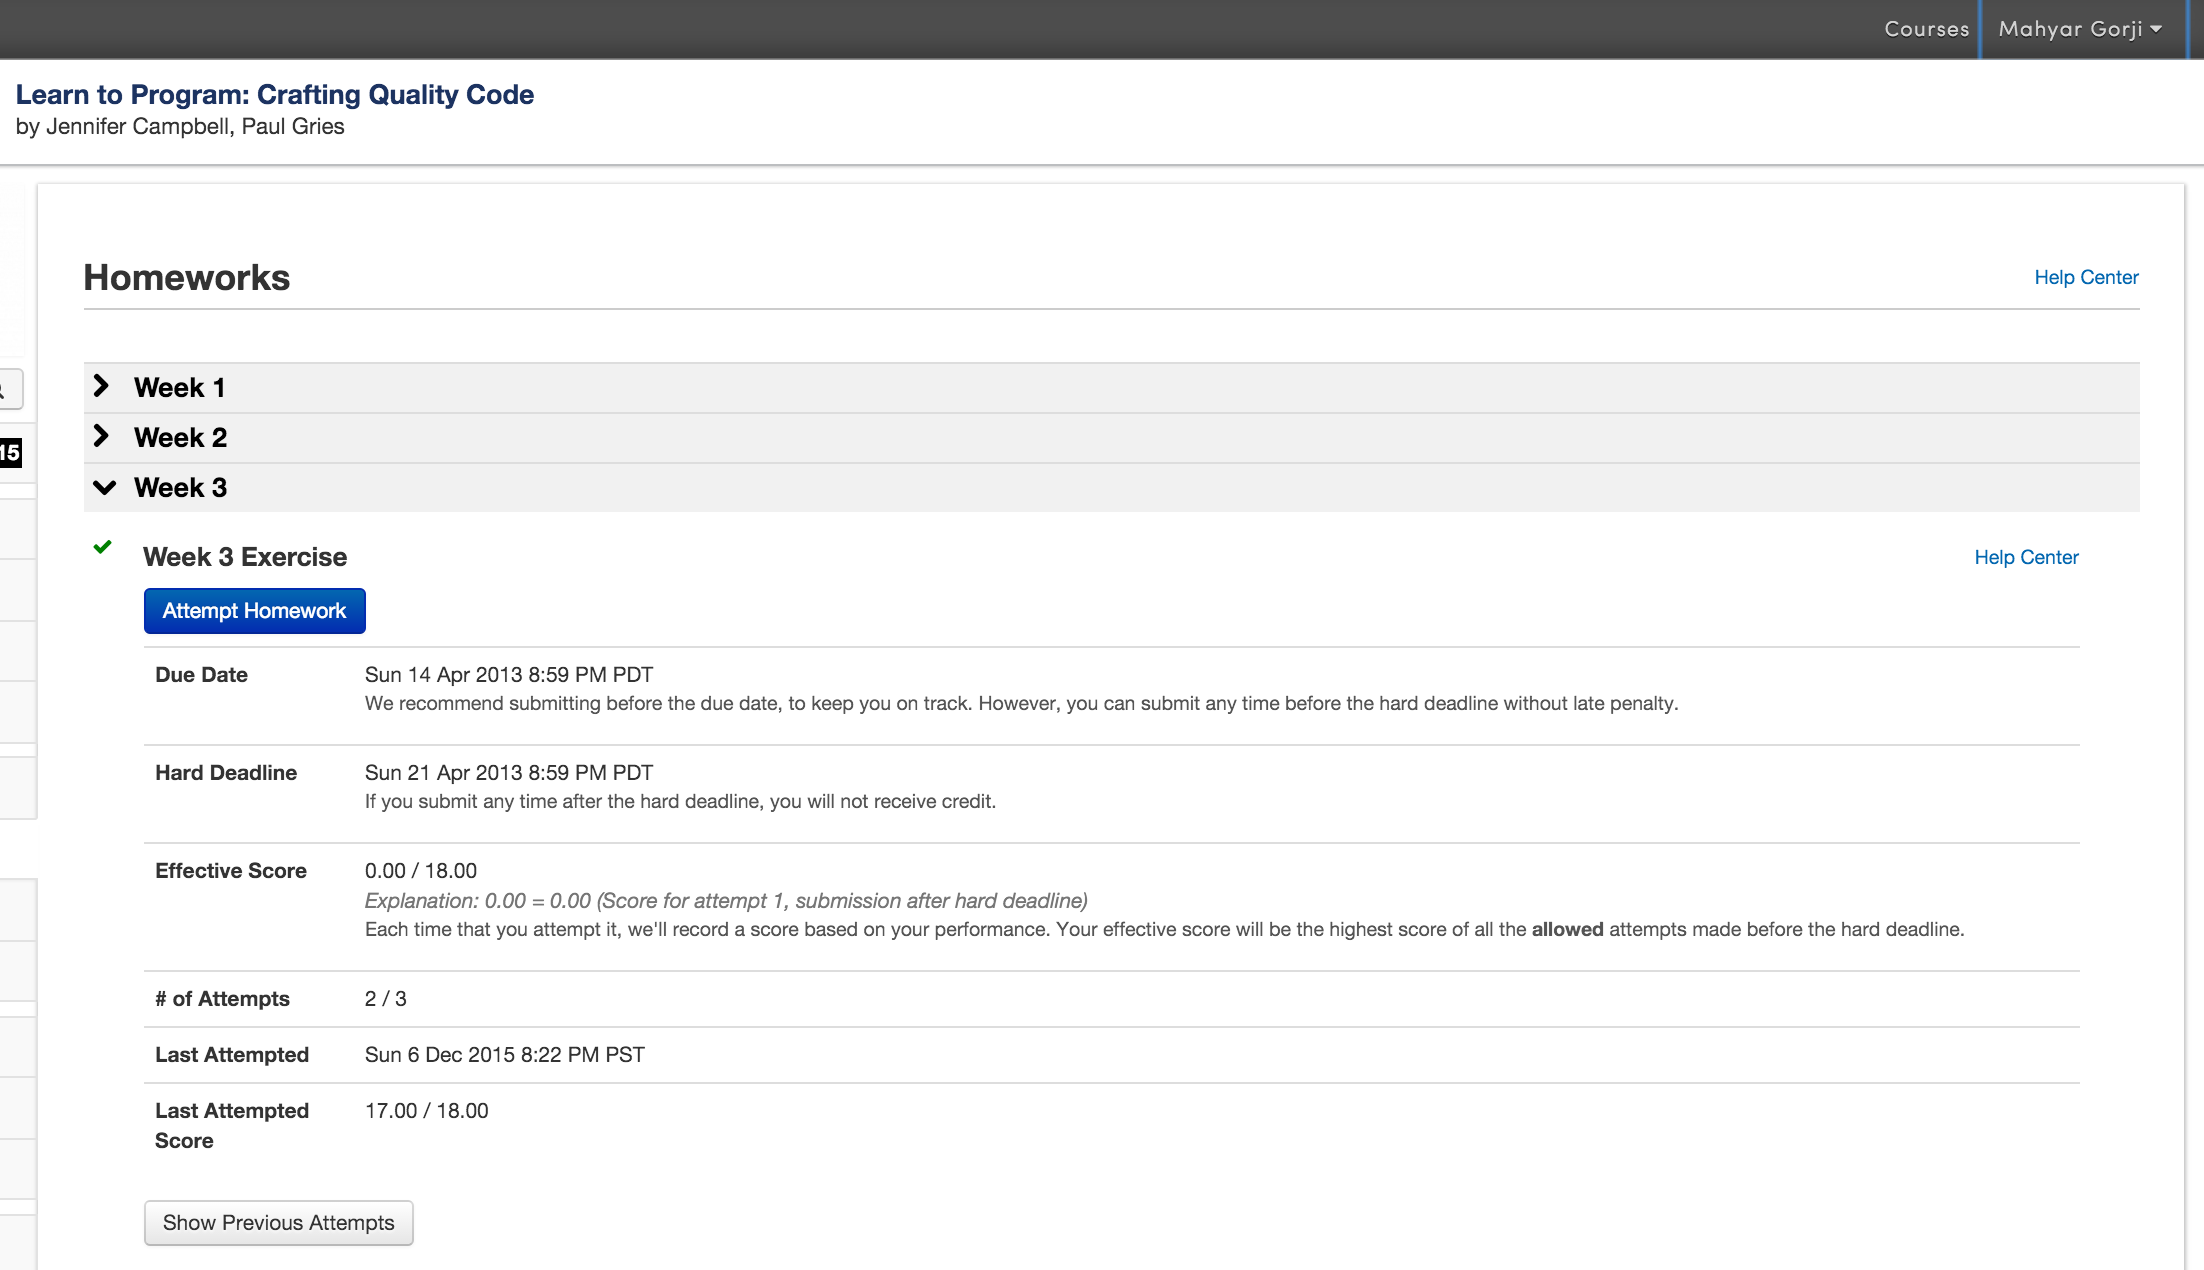 Courses
Mahyar Gorji
Learn to Program: Crafting Quality Code
by Jennifer Campbell, Paul Gries
Homeworks
Help Center
Week 1
Week 2
15
Week 3
Week 3 Exercise
Help Center
Attempt Homework
Due Date
Sun 14 Apr 2013 8:59 PM PDT
We recommend submitting before the due date, to keep you on track. However, you can submit any time before the hard deadline without late penalty.
Hard Deadline
Sun 21 Apr 2013 8:59 PM PDT
If you submit any time after the hard deadline, you will not receive credit.
Effective Score
0.00 / 18.00
Explanation: 0.00 = 0.00 (Score for attempt 1, submission after hard deadline)
Each time that you attempt it, we'll record a score based on your performance. Your effective score will be the highest score of all the allowed attempts made before the hard deadline.
# of Attempts
2 / 3
Last Attempted
Sun 6 Dec 2015 8:22 PM PST
Last Attempted
Score
17.00 / 18.00
Show Previous Attempts